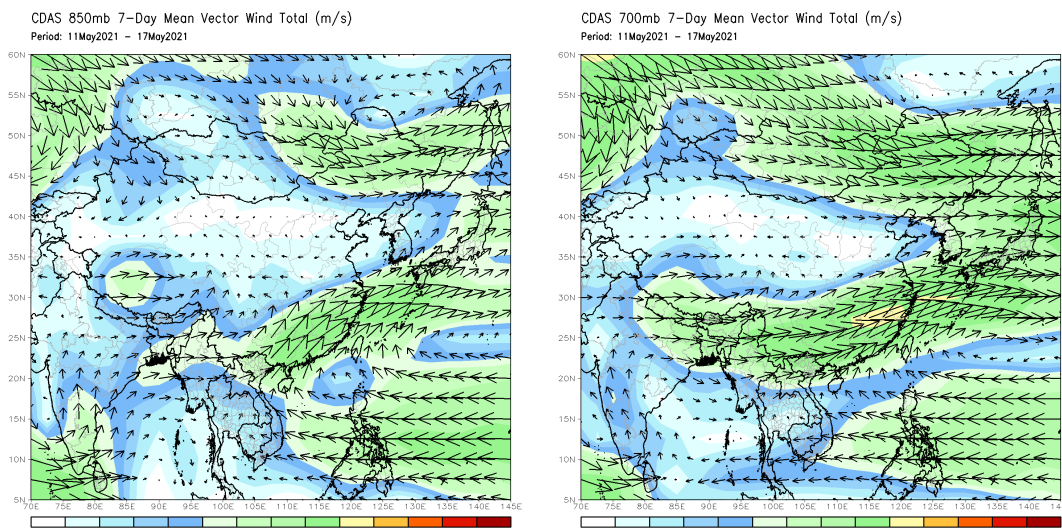 CDAS 850mb 7-Day Mean Vector Wind Total (m/s)
Period: 11May2021 - 17May2021
60N
55N
50N
45N
40N
35N
30N
25N
20N
15N
10N
5N
70E 75E 80E 85E 90E 95E 100E 105E 110E 115E 120E 125E 130E 135E 140E 145E
CDAS 700mb 7-Day Mean Vector Wind Total (m/s)
Period: 11May2021 - 17May2021
60N
55N
50N
45N
40N
35N
30N
25N
20N
15N
10N
5N
70E 75E 80E 85E 90E 95E 100E 105E 110E 115E 120E 125E 130E 135E 140E